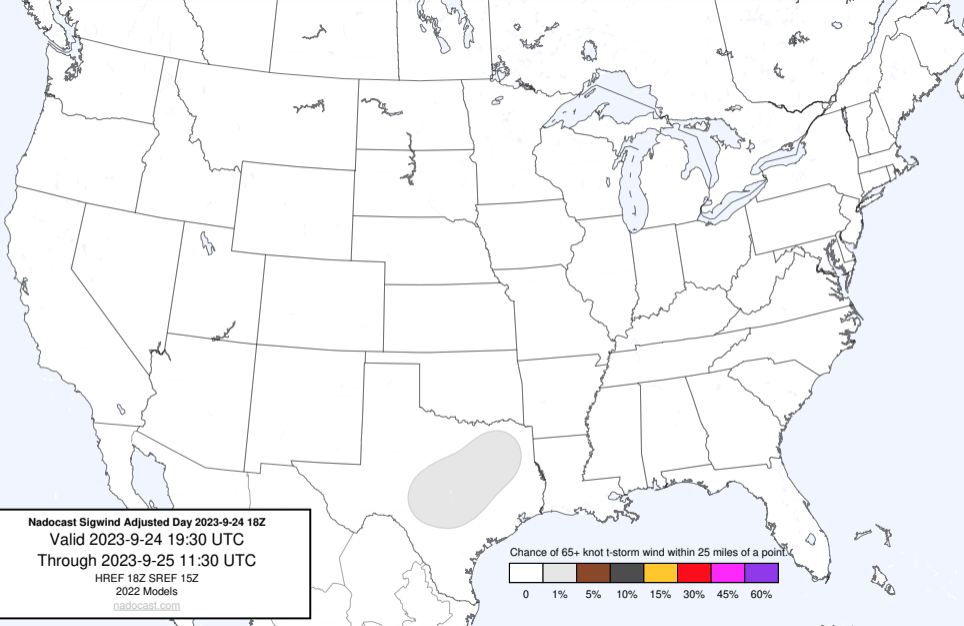 Nadocast Sigwind Adjusted Day 2023-9-24 18Z
Valid 2023-9-24 19:30 UTC
Through 2023-9-25 11:30 UTC
HREF 18Z SREF 15Z
2022 Models
nadocast.com
Chance of 65+ knot t-storm wind within 25 miles of a point.
0 1% 5% 10% 15% 30% 45% 60%